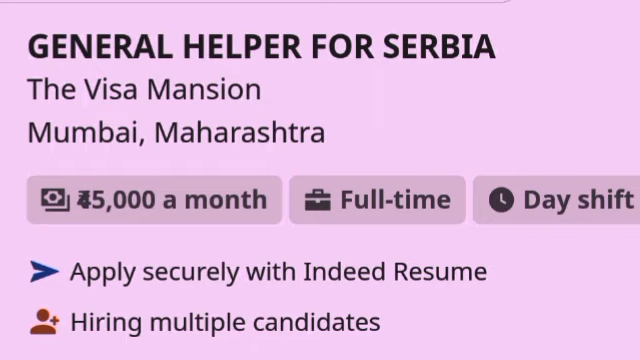 GENERAL HELPER FOR SERBIA
The Visa Mansion
Mumbai, Maharashtra
₹45,000 a month Full-time Day shift
Apply securely with Indeed Resume
Hiring multiple candidates